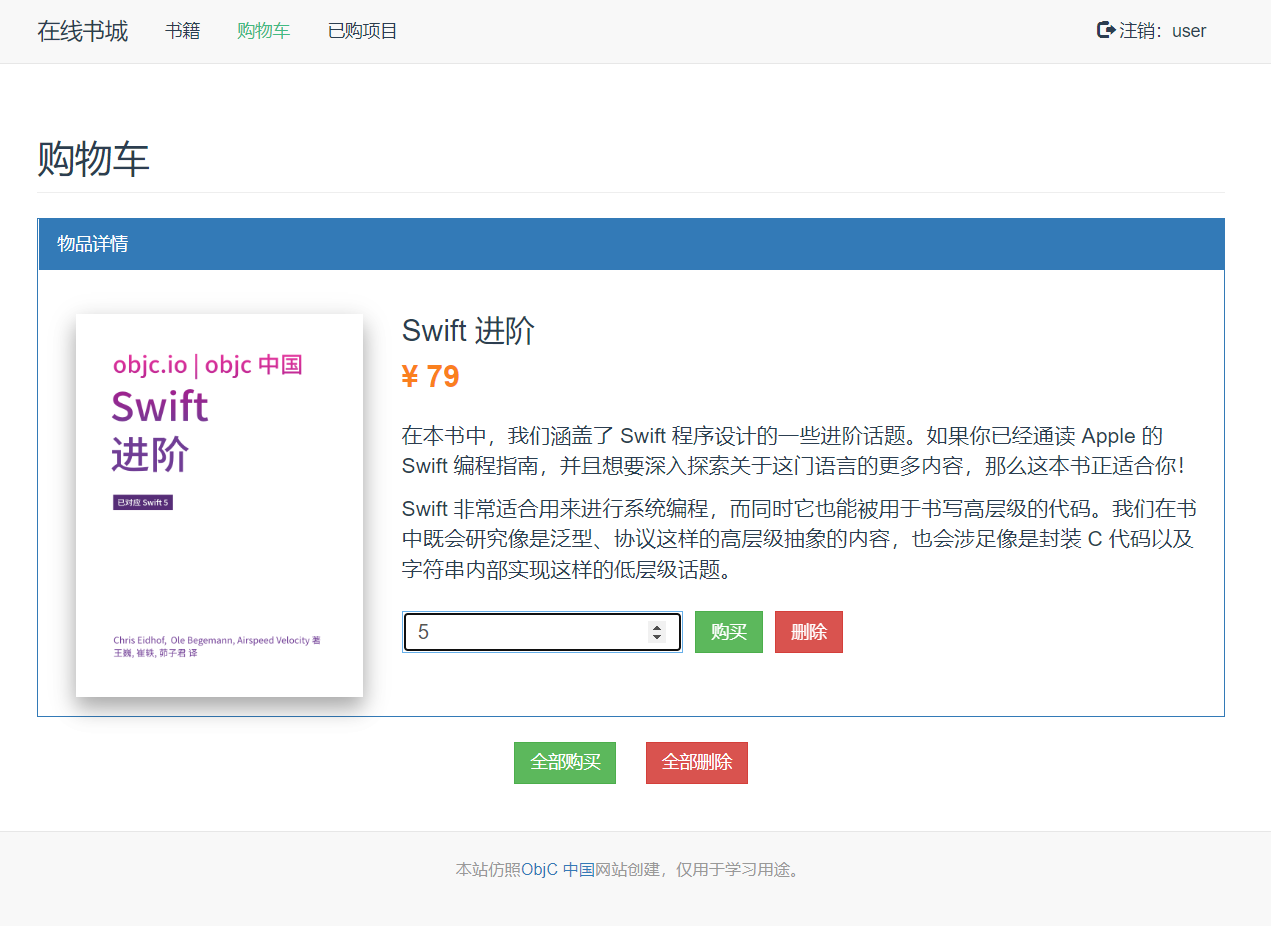 在线书城 书籍 购物车 已购项目 注销：user
购物车
物品详情
objc.io | objc 中国
Swift
进阶
已对应 Swift 5
Chris Eidhof, Ole Begemann, Airspeed Velocity 著
王巍, 崔轶, 茆子君 译
Swift 进阶
¥ 79
在本书中，我们涵盖了 Swift 程序设计的一些进阶话题。如果你已经通读 Apple 的
Swift 编程指南，并且想要深入探索关于这门语言的更多内容，那么这本书正适合你！
Swift 非常适合用来进行系统编程，而同时它也能被用于书写高层级的代码。我们在书
中既会研究像是泛型、协议这样的高层级抽象的内容，也会涉足像是封装 C 代码以及
字符串内部实现这样的低层级话题。
5 购买 删除
全部购买 全部删除
本站仿照ObjC 中国网站创建，仅用于学习用途。